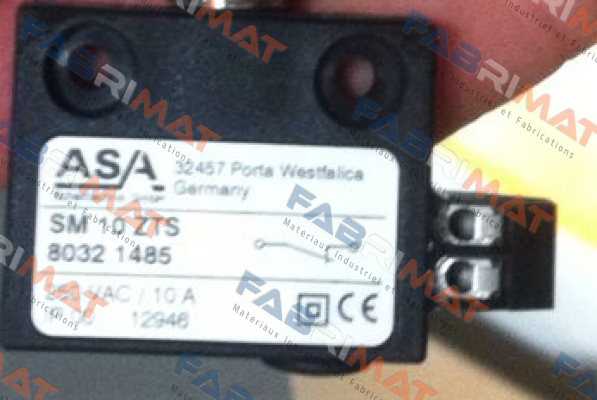 ASA
32457 Porta Westfalica
Germany
SM 10 ZTS
8032 1485
VAC / 10 A
12946
CE
FABRIMAT
Matériaux Industriel et Fabrications